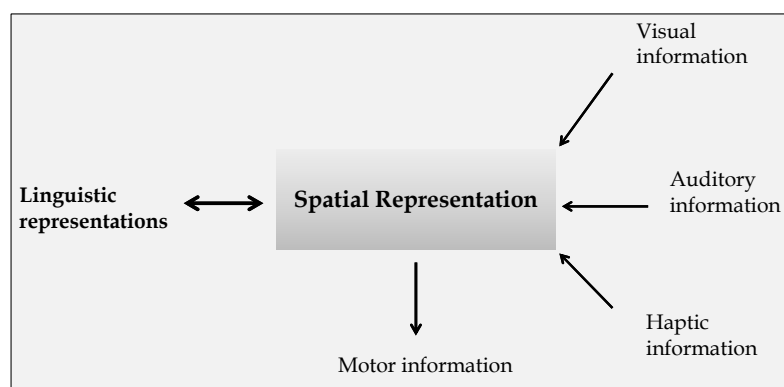 Visual
information
Linguistic
representations
Spatial Representation
Auditory
information
Haptic
information
Motor information